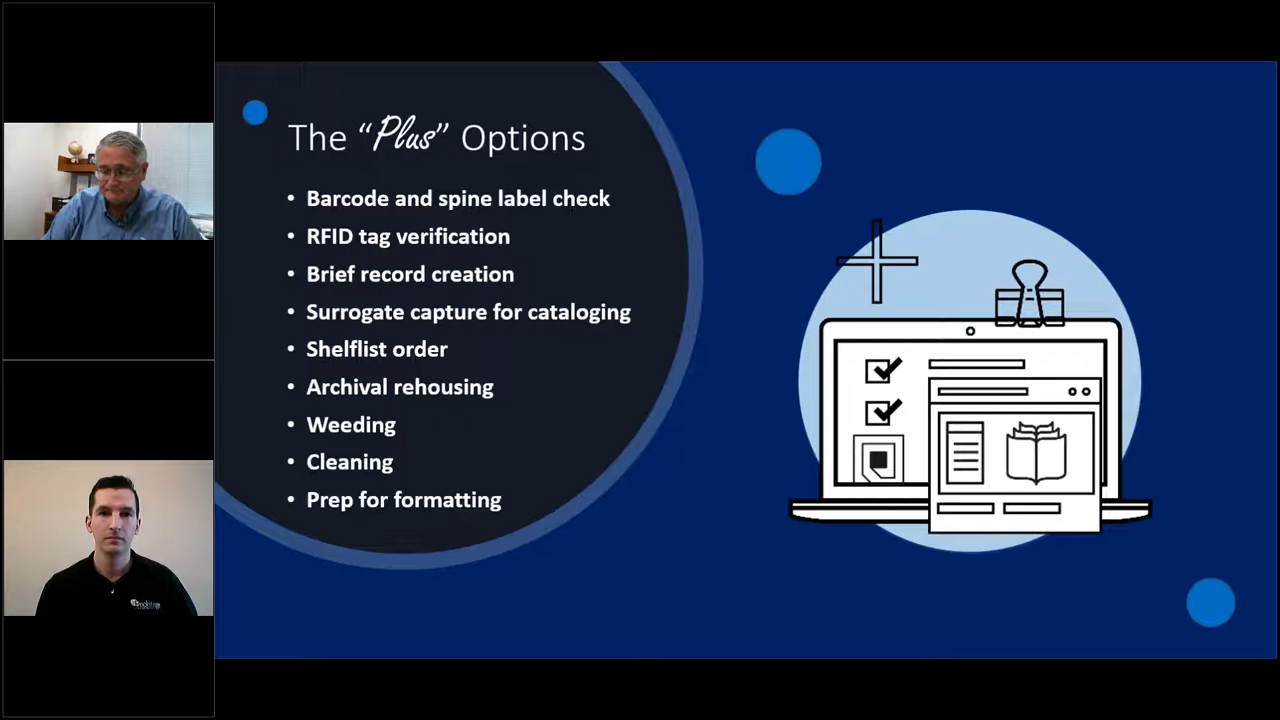 The “Plus” Options
• Barcode and spine label check
• RFID tag verification
• Brief record creation
• Surrogate capture for cataloging
• Shelflist order
• Archival rehousing
• Weeding
• Cleaning
• Prep for formatting